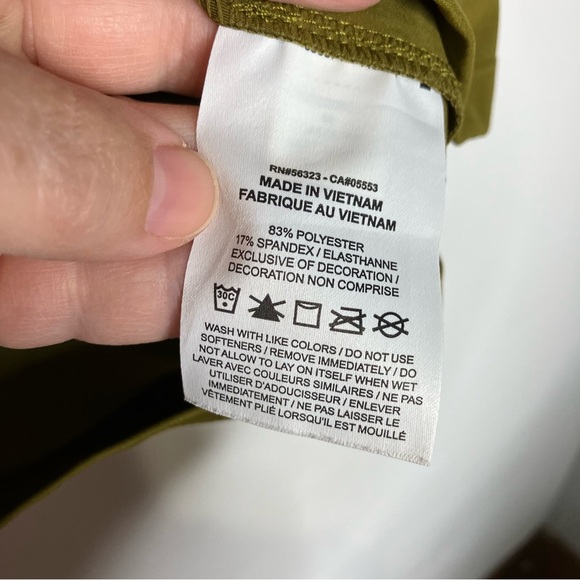 RN#56323 - CA#05553
MADE IN VIETNAM
FABRIQUE AU VIETNAM
83% POLYESTER
17% SPANDEX / ELASTHANNE
EXCLUSIVE OF DECORATION /
DECORATION NON COMPRISE
30C
WASH WITH LIKE COLORS / DO NOT USE
SOFTENERS / REMOVE IMMEDIATELY / DO
NOT ALLOW TO LAY ON ITSELF WHEN WET
LAVER AVEC COULEURS SIMILAIRES / NE PAS
UTILISER D'ADOUCISSEUR / ENLEVER
IMMÉDIATEMENT / NE PAS LAISSER LE
VÊTEMENT PLIÉ LORSQU'IL EST MOUILLÉ